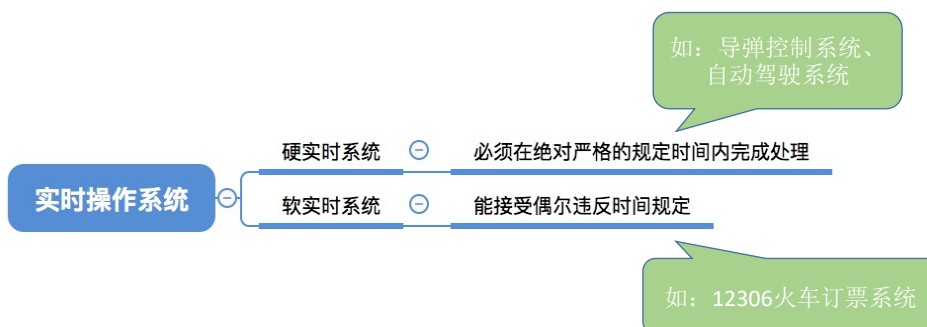 如：导弹控制系统、
自动驾驶系统
硬实时系统
必须在绝对严格的规定时间内完成处理
实时操作系统
软实时系统
能接受偶尔违反时间规定
如：12306火车订票系统